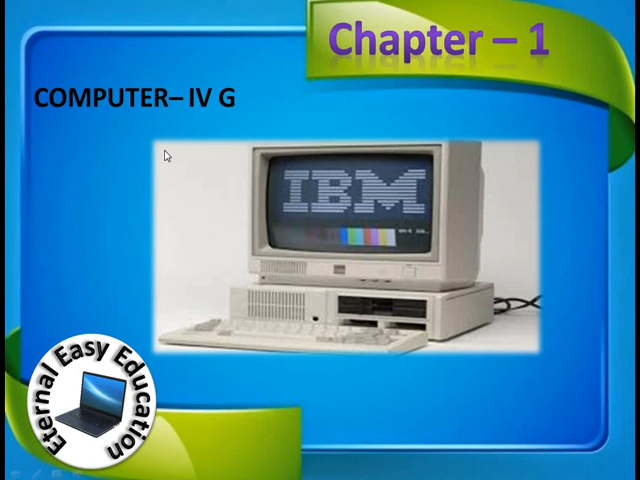 Chapter – 1
COMPUTER– IV G
IBM
Eternal Easy Education